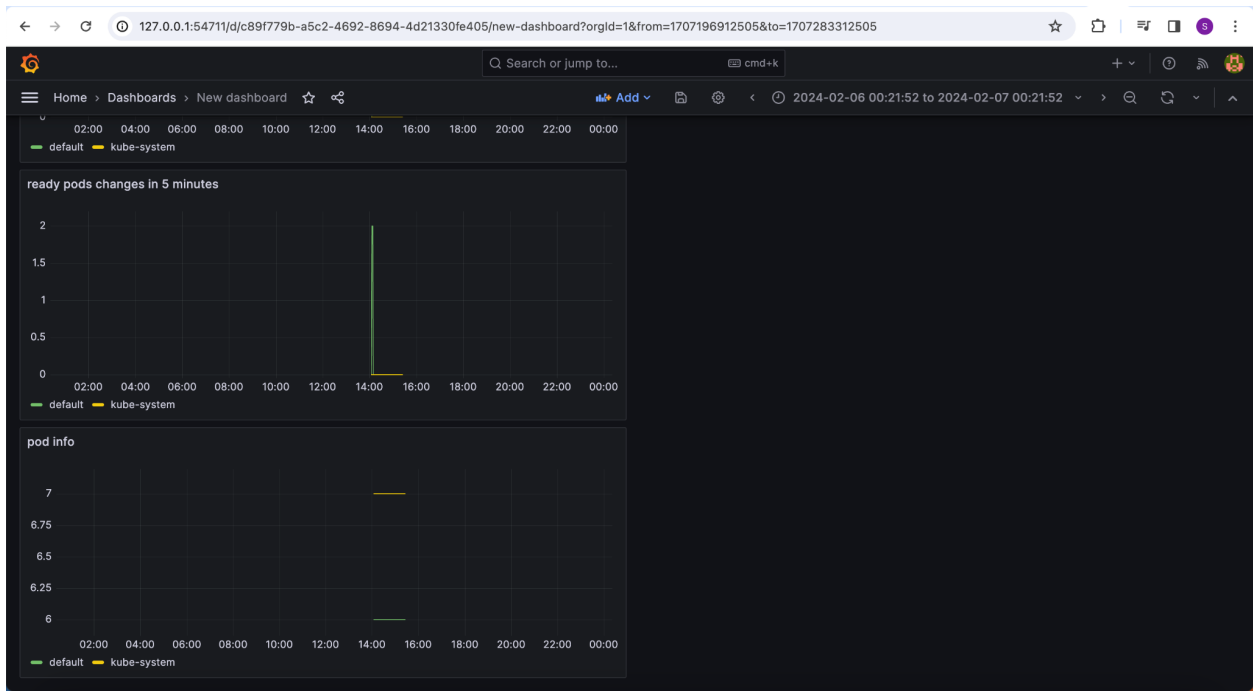 127.0.0.1:54711/d/c89f779b-a5c2-4692-8694-4d21330fe405/new-dashboard?orgId=1&from=1707196912505&to=1707283312505
S
Search or jump to... cmd+k
Home › Dashboards › New dashboard Add 2024-02-06 00:21:52 to 2024-02-07 00:21:52
0
02:00 04:00 06:00 08:00 10:00 12:00 14:00 16:00 18:00 20:00 22:00 00:00
default kube-system
ready pods changes in 5 minutes
2
1.5
1
0.5
0
02:00 04:00 06:00 08:00 10:00 12:00 14:00 16:00 18:00 20:00 22:00 00:00
default kube-system
pod info
7
6.75
6.5
6.25
6
02:00 04:00 06:00 08:00 10:00 12:00 14:00 16:00 18:00 20:00 22:00 00:00
default kube-system